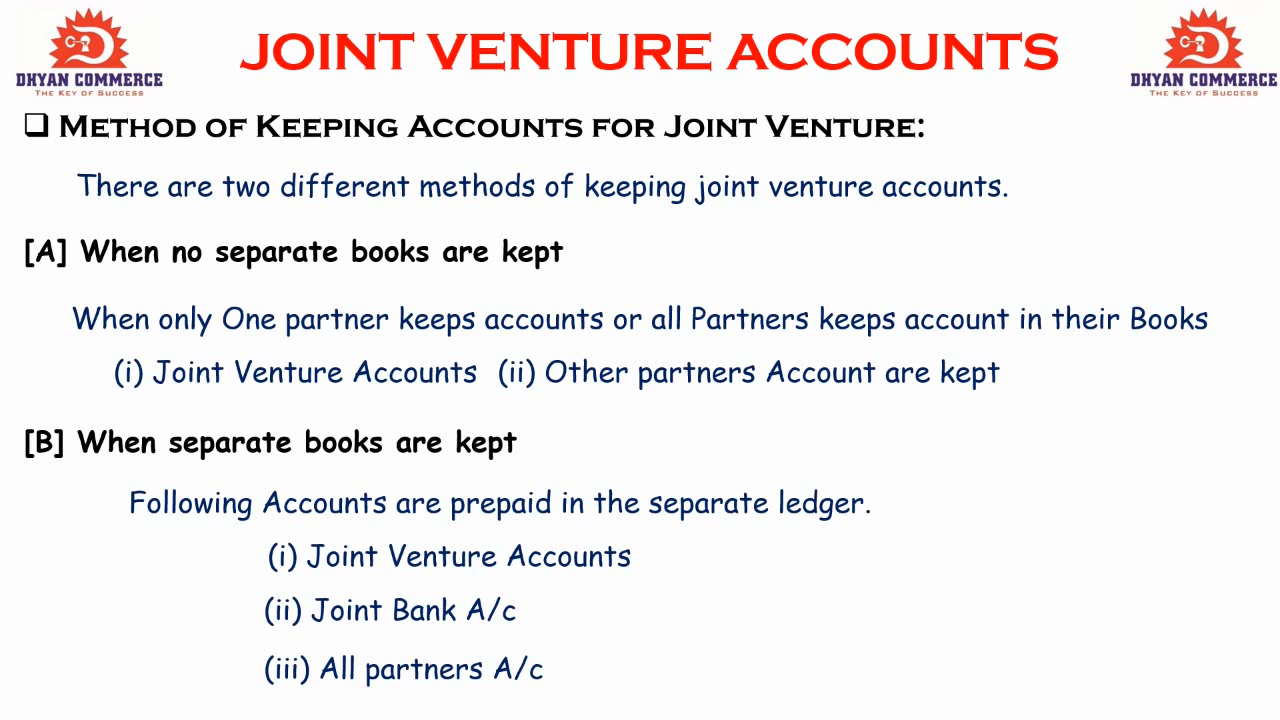 DHYAN COMMERCE
THE KEY OF SUCCESS
JOINT VENTURE ACCOUNTS
DHYAN COMMERCE
THE KEY OF SUCCESS
METHOD OF KEEPING ACCOUNTS FOR JOINT VENTURE:
There are two different methods of keeping joint venture accounts.
[A] When no separate books are kept
When only One partner keeps accounts or all Partners keeps account in their Books
(i) Joint Venture Accounts (ii) Other partners Account are kept
[B] When separate books are kept
Following Accounts are prepaid in the separate ledger.
(i) Joint Venture Accounts
(ii) Joint Bank A/c
(iii) All partners A/c